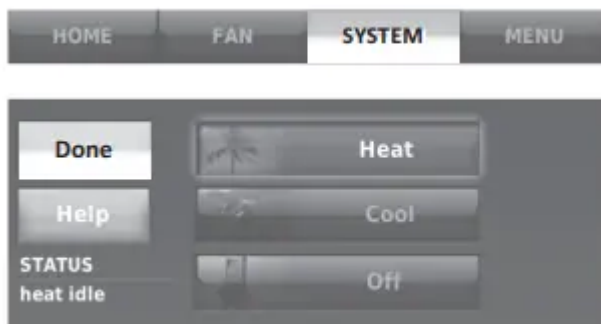 HOME FAN SYSTEM MENU
Done
Heat
Help
Cool
STATUS
heat idle
Off